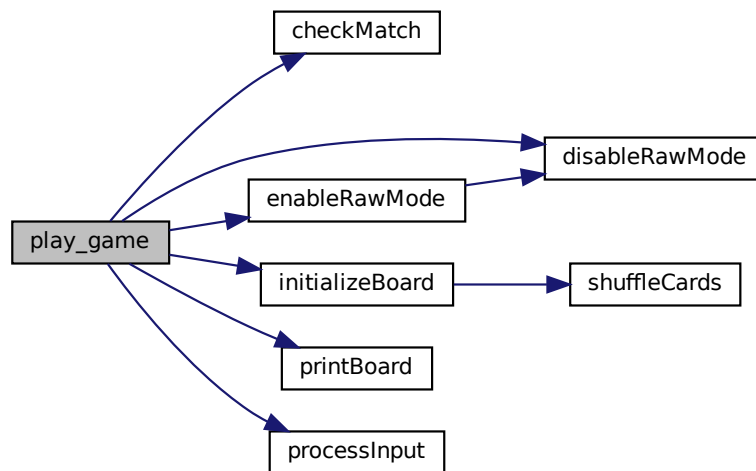 checkMatch
disableRawMode
enableRawMode
play_game
initializeBoard
shuffleCards
printBoard
processInput